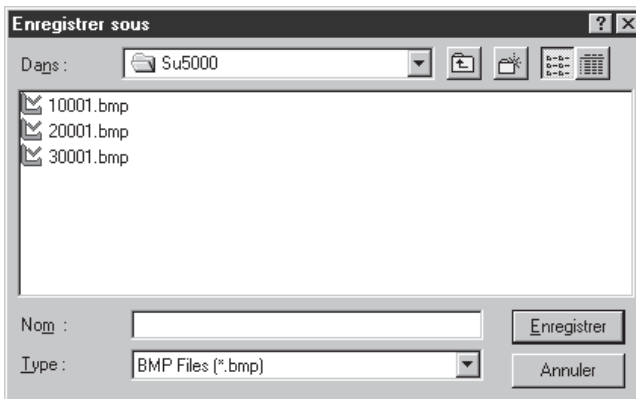 Enregistrer sous
Dans : Su5000
10001.bmp
20001.bmp
30001.bmp
Nom : Enregistrer
Type : BMP Files (*.bmp) Annuler